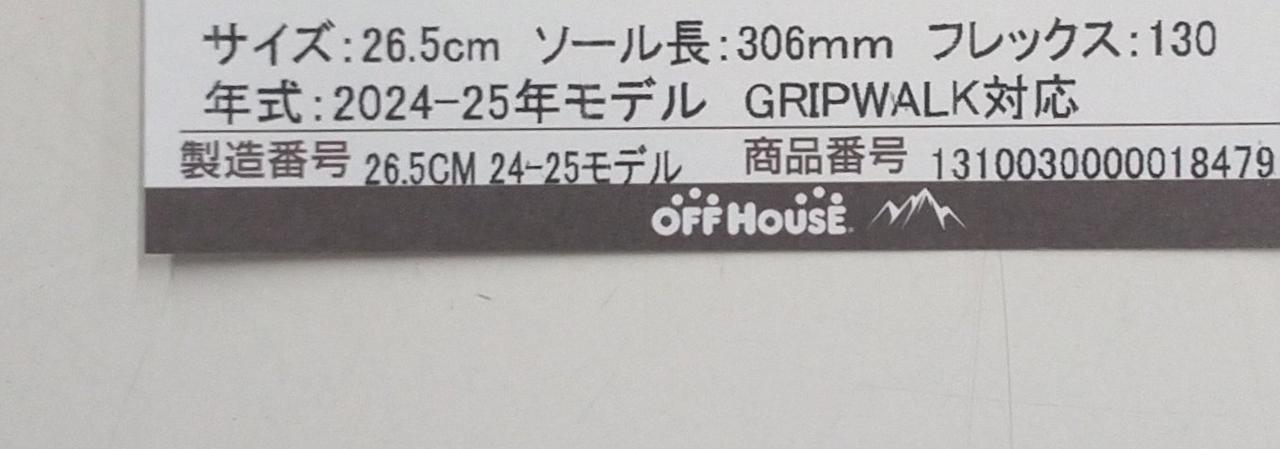 サイズ:26.5cm ソール長:306mm フレックス:130
年式:2024-25年モデル GRIPWALK対応
製造番号 26.5CM 24-25モデル 商品番号 1310030000018479
OFF HOUSE